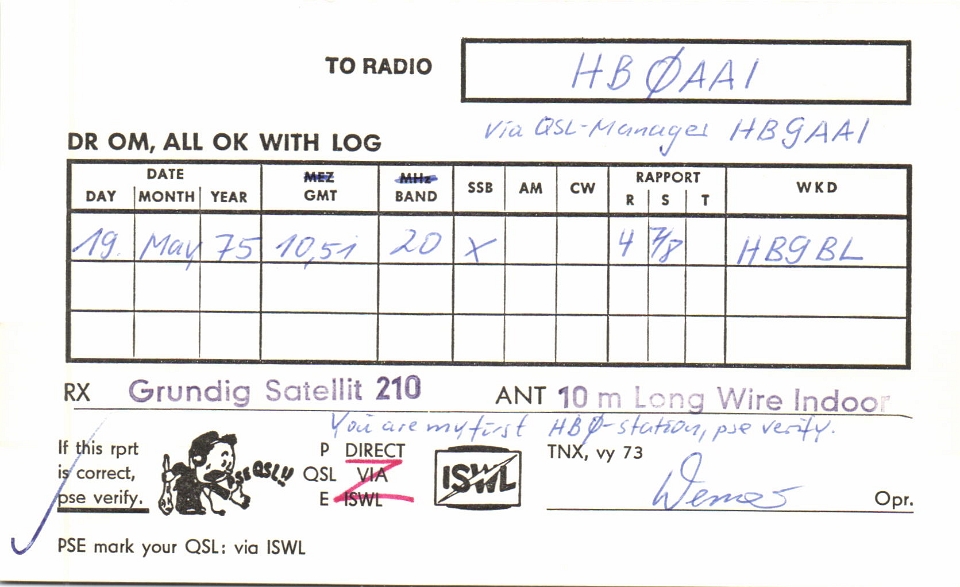 TO RADIO HBØAAI
via QSL-Manager HB9AAI
DR OM, ALL OK WITH LOG
DATE MEZ MHz SSB AM CW RAPPORT WKD
DAY MONTH YEAR GMT BAND R S T
19. May 75 10,51 20 X 4 7/8 HB9BL
RX Grundig Satellit 210 ANT 10 m Long Wire Indoor
You are my first HBØ-station, pse verify.
If this rprt
is correct,
pse verify.
PSE QSL!!
P DIRECT
QSL VIA
E ISWL
ISWL
TNX, vy 73
Opr.
PSE mark your QSL: via ISWL